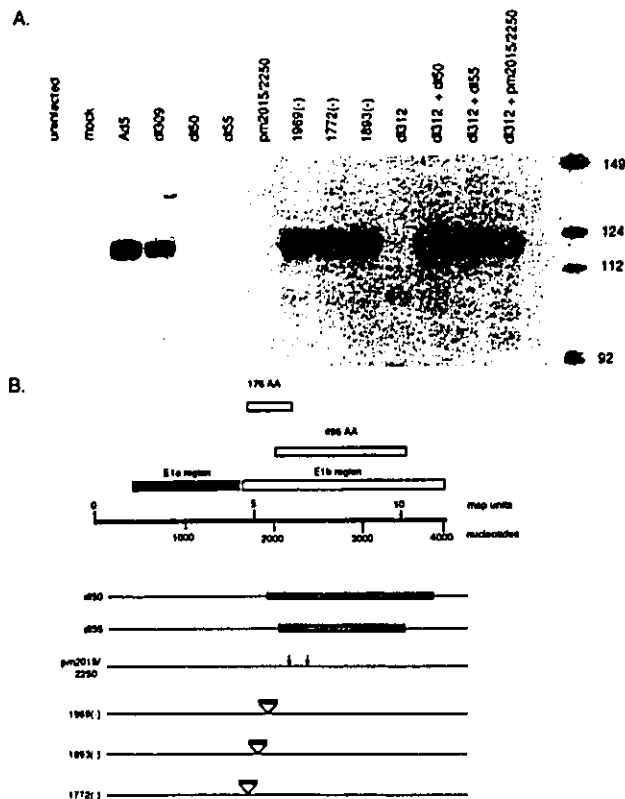 A.
uninfected
mock
Ad5
dl309
dl50
dl55
pm2015/2250
1969(-)
1772(-)
1893(-)
dl312
dl312 + dl50
dl312 + dl55
dl312 + pm2015/2250
149
124
112
92
B.
176 AA
496 AA
E1a region
E1b region
0
5
10
map units
1000
2000
3000
4000
nucleotides
dl50
dl55
pm2015/
2250
1969(-)
1893(-)
1772(-)